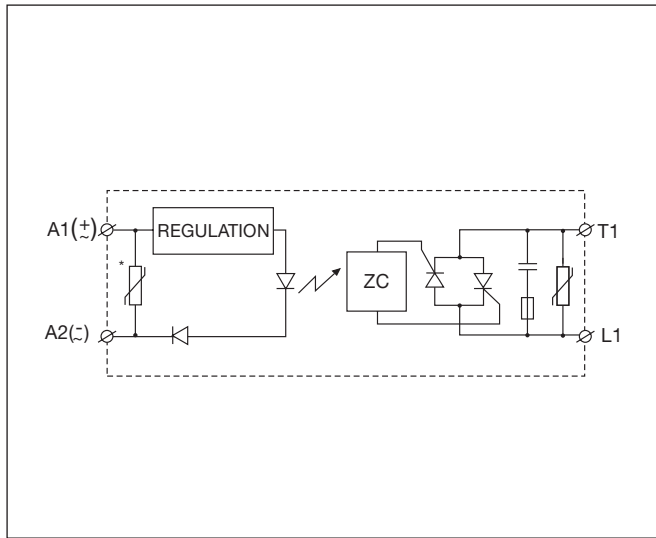 A1(+~)
REGULATION
T1
*
ZC
A2(-~)
L1